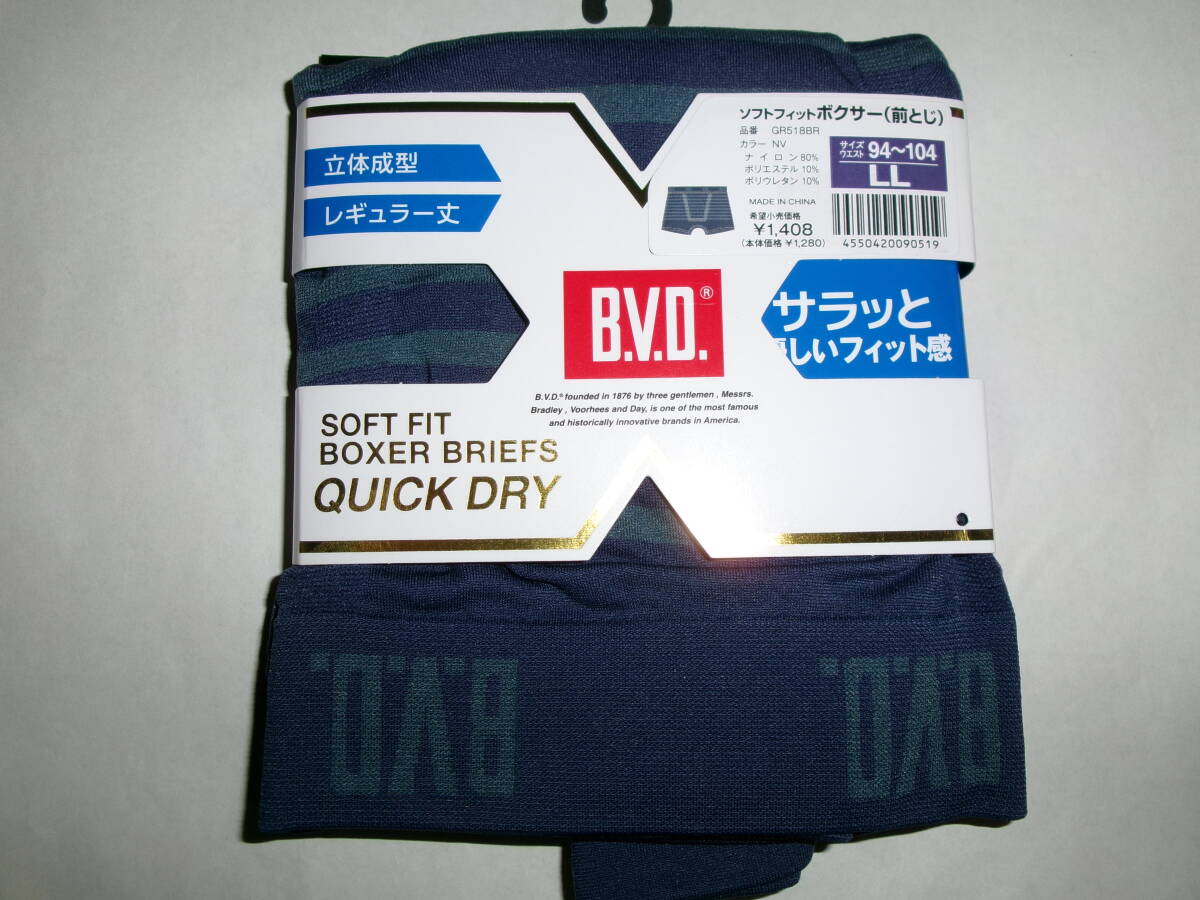 立体成型
レギュラー丈
ソフトフィットボクサー(前とじ)
品番 GR518BR
カラー NV
ナイロン80%
ポリエステル10%
ポリウレタン10%
サイズ
ウエスト 94～104
LL
MADE IN CHINA
希望小売価格
¥1,408
(本体価格 ¥1,280)
4550420090519
B.V.D.®
サラッと
しいフィット感
B.V.D.® founded in 1876 by three gentlemen , Messrs.
Bradley , Voorhees and Day, is one of the most famous
and historically innovative brands in America.
SOFT FIT
BOXER BRIEFS
QUICK DRY
B.V.D.
B.V.D.